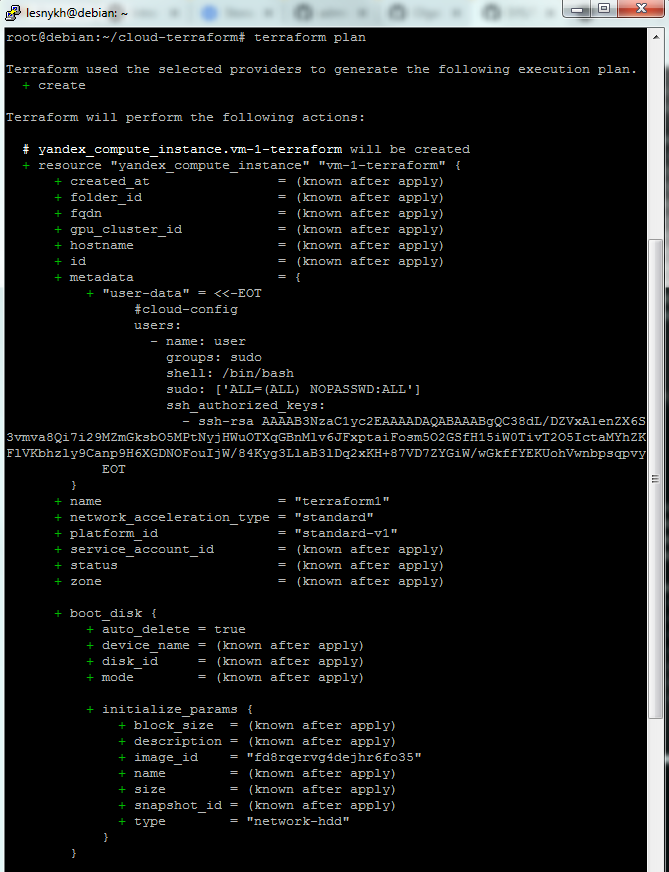 lesnykh@debian: ~
root@debian:~/cloud-terraform# terraform plan
Terraform used the selected providers to generate the following execution plan.
+ create
Terraform will perform the following actions:
# yandex_compute_instance.vm-1-terraform will be created
+ resource "yandex_compute_instance" "vm-1-terraform" {
+ created_at = (known after apply)
+ folder_id = (known after apply)
+ fqdn = (known after apply)
+ gpu_cluster_id = (known after apply)
+ hostname = (known after apply)
+ id = (known after apply)
+ metadata = {
+ "user-data" = <<-EOT
#cloud-config
users:
- name: user
groups: sudo
shell: /bin/bash
sudo: ['ALL=(ALL) NOPASSWD:ALL']
ssh_authorized_keys:
- ssh-rsa AAAAB3NzaC1yc2EAAAADAQABAAABgQC38dL/DZVxAlenZX6S
3vmva8Qi7i29MZmGksbO5MPtNyjHWuOTXqGBnMlv6JFxptaiFosm5O2GSfH15iW0TivT2O5IctaMYhZK
FlVKbhzly9Canp9H6XGDNOFouIjW/84Kyg3LlaB3lDq2xKH+87VD7ZYGiW/wGkffYEKUohVwnbpsqpvy
EOT
}
+ name = "terraform1"
+ network_acceleration_type = "standard"
+ platform_id = "standard-v1"
+ service_account_id = (known after apply)
+ status = (known after apply)
+ zone = (known after apply)
+ boot_disk {
+ auto_delete = true
+ device_name = (known after apply)
+ disk_id = (known after apply)
+ mode = (known after apply)
+ initialize_params {
+ block_size = (known after apply)
+ description = (known after apply)
+ image_id = "fd8rqervg4dejhr6fo35"
+ name = (known after apply)
+ size = (known after apply)
+ snapshot_id = (known after apply)
+ type = "network-hdd"
}
}